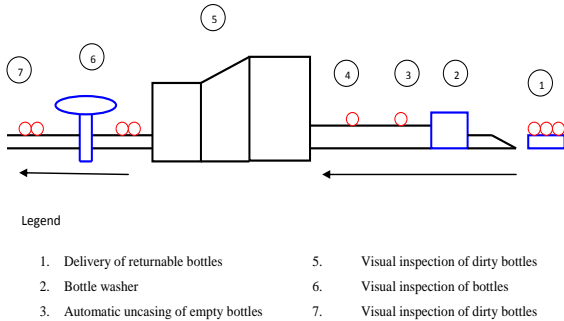 5
7
6
4
3
2
1
Legend
1. Delivery of returnable bottles
2. Bottle washer
3. Automatic uncasing of empty bottles
5. Visual inspection of dirty bottles
6. Visual inspection of bottles
7. Visual inspection of dirty bottles